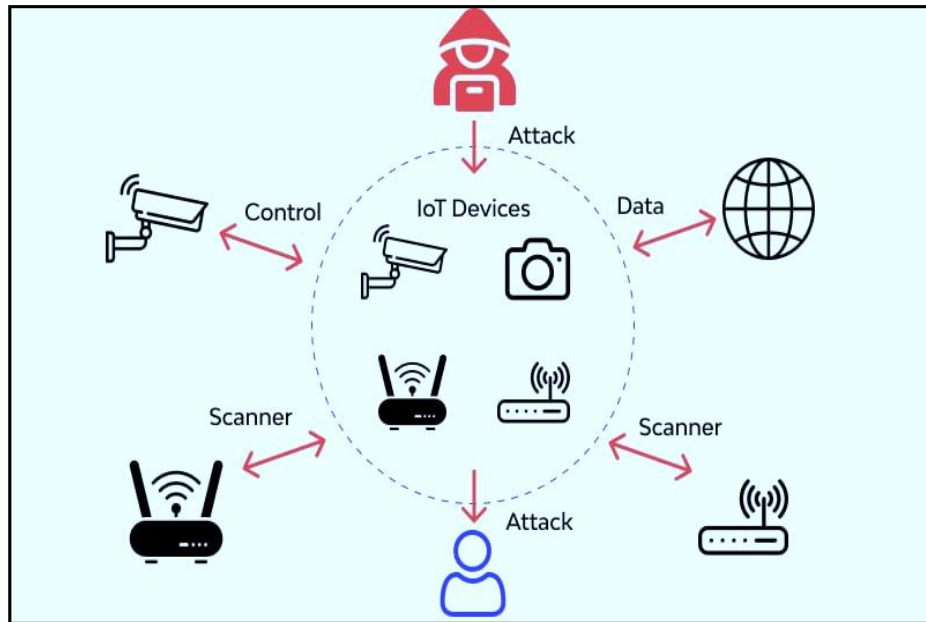 Attack
Control
IoT Devices
Data
Scanner
Scanner
Attack